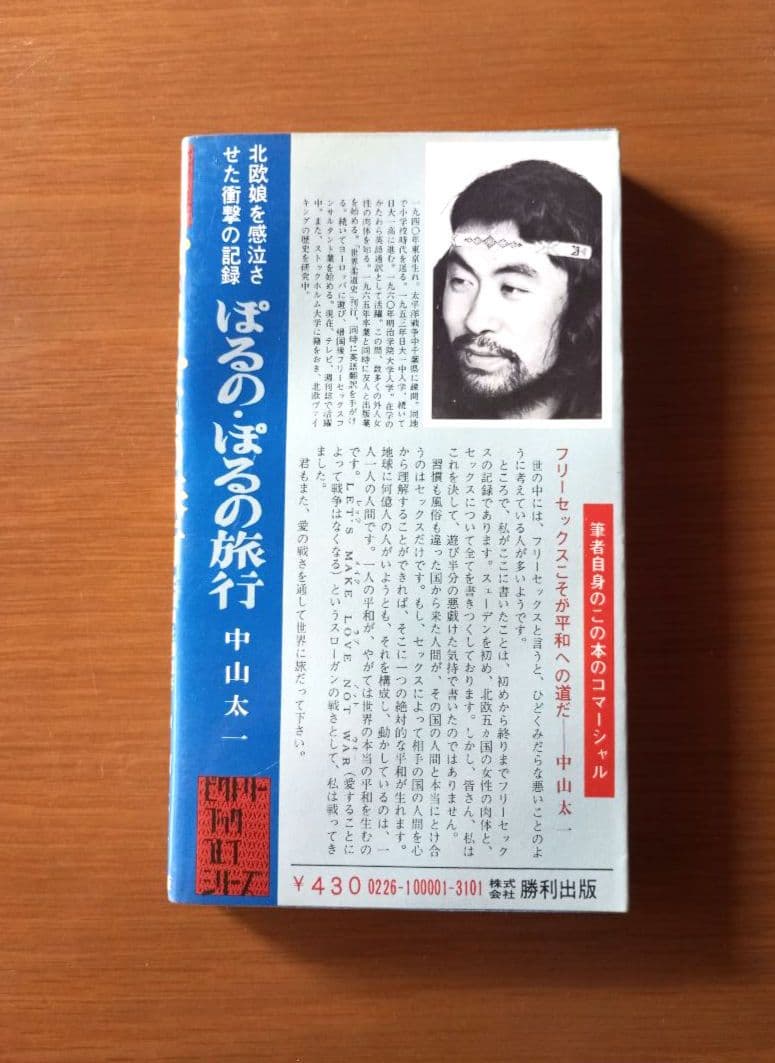 北欧娘を感泣さ
せた衝撃の記録
ぽるの・ぽるの旅行
中山太一
ビクトリー
ブック
オブ
シリーズ
一九四〇年東京生れ。太平洋戦争中千葉県に疎開。同地
で小学校時代を送る。一九五三年日大一中入学、続いて
日大一高に進む。一九六〇年明治学院大学入学。在学の
かたわら英語通訳として活躍。この間、数多くの外人女
性の肉体を知る。一九六五年卒業と同時に友人と出版業
を始める。「世界柔道史」刊行、同時に英語翻訳を手がけ
る。続いてヨーロッパに遊び、帰国後フリーセックスコ
ンサルタント業を始める。現在、テレビ、週刊誌で活躍
中。また、ストックホルム大学に籍をおき、北欧ヴァイ
キングの歴史を研究中。
筆者自身のこの本のコマーシャル
フリーセックスこそが平和への道だ──中山太一
世の中には、フリーセックスと言うと、ひどくみだらな悪いことのよ
うに考えている人が多いようです。
ところで、私がここに書いたことは、初めから終りまでフリーセック
スの記録であります。スェーデンを初め、北欧五ヵ国の女性の肉体と、
セックスについて全てを書きつくしております。しかし、皆さん、私は
これを決して、遊び半分の悪戯けた気持で書いたのではありません。
習慣も風俗も違った国から来た人間が、その国の人間と本当にとけ合
うのはセックスだけです。もし、セックスによって相手の国の人間を心
から理解することができれば、そこに一つの絶対的な平和が生れます。
地球に何億人の人がいようとも、それを構成し、動かしているのは、一
人一人の人間です。一人の平和が、やがては世界の本当の平和を生むの
です。LET'S MAKE LOVE NOT WAR（愛することに
よって戦争はなくなる）というスローガンの戦さとして、私は戦ってき
ました。
君もまた、愛の戦さを通して世界に旅だって下さい。
¥430 0226-100001-3101 株式会社 勝利出版